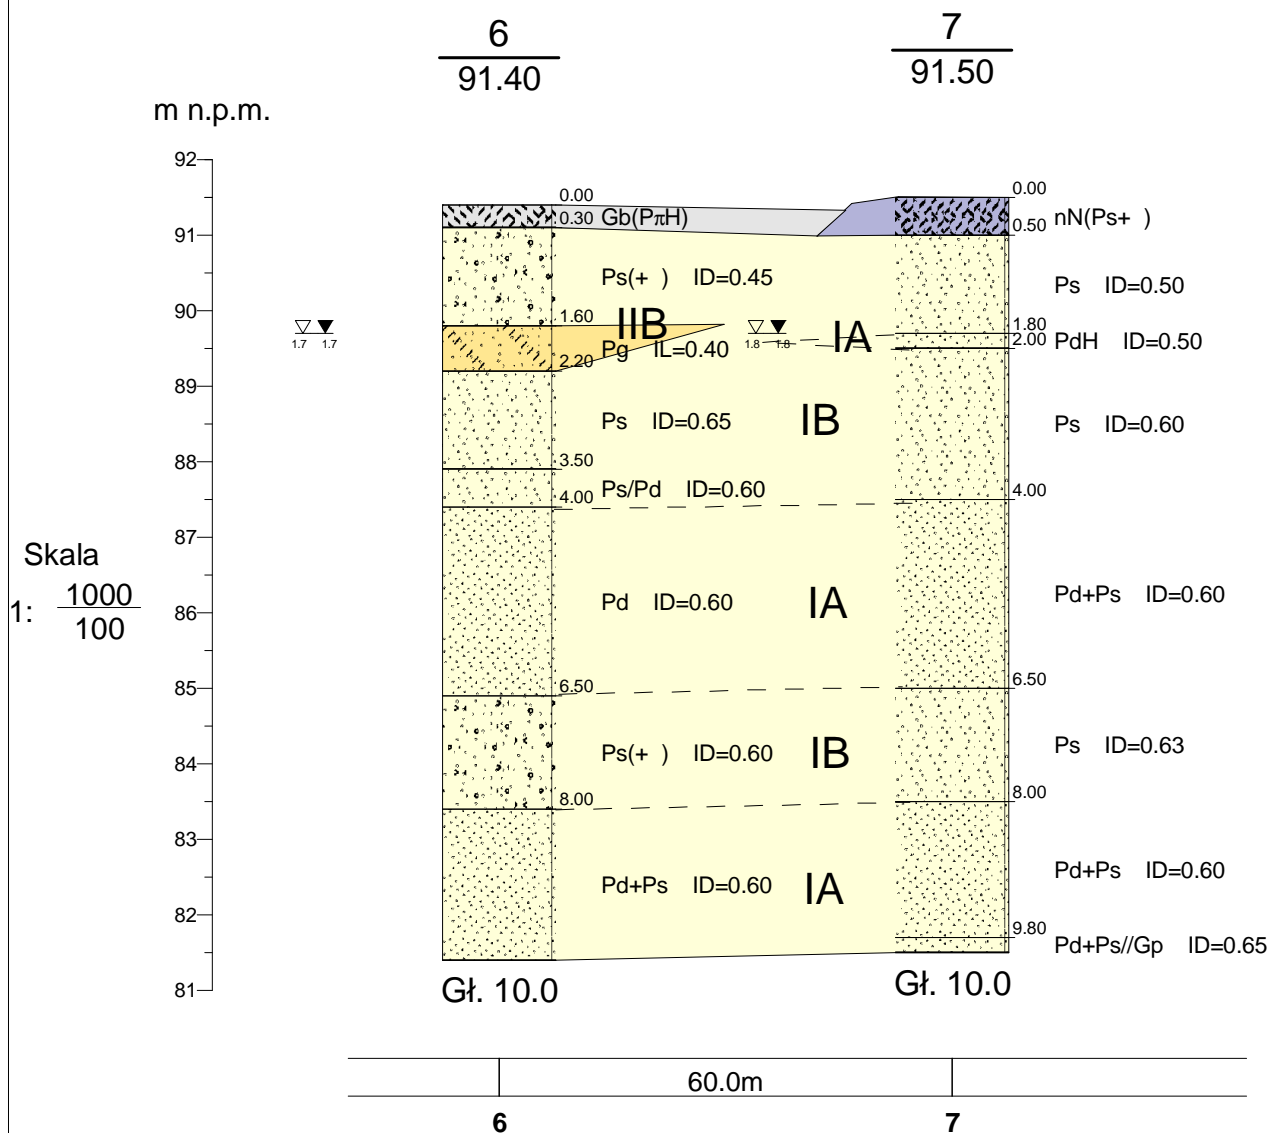 6
91.40
7
91.50
m n.p.m.
92
91
90
89
88
87
86
85
84
83
82
81
Skala
1: 1000
100
0.00
0.30 Gb(PπH)
Ps(+ ) ID=0.45
1.60
IIB
Pg IL=0.40
2.20
1.7 1.7
1.8 1.8
IA
Ps ID=0.65
IB
3.50
Ps/Pd ID=0.60
4.00
Pd ID=0.60
IA
6.50
Ps(+ ) ID=0.60
IB
8.00
Pd+Ps ID=0.60
IA
Gł. 10.0
0.00
nN(Ps+ )
0.50
Ps ID=0.50
1.80
2.00 PdH ID=0.50
Ps ID=0.60
4.00
Pd+Ps ID=0.60
6.50
Ps ID=0.63
8.00
Pd+Ps ID=0.60
9.80
Pd+Ps//Gp ID=0.65
Gł. 10.0
60.0m
6
7